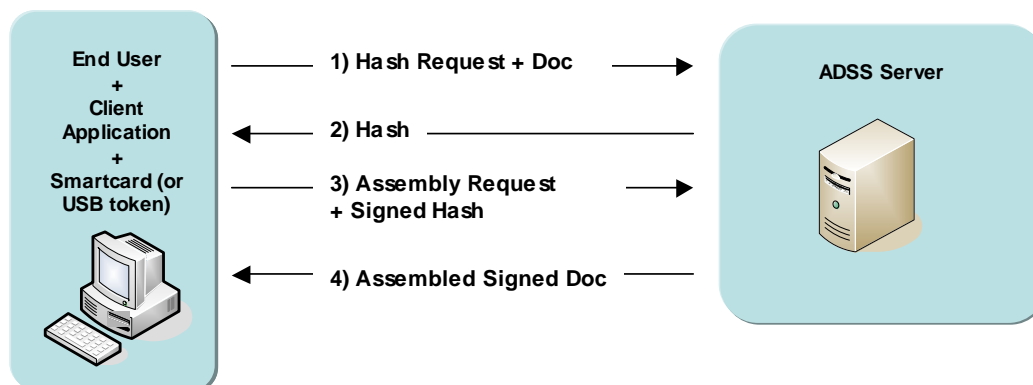 End User
+
Client
Application
+
Smartcard (or
USB token)
1) Hash Request + Doc
2) Hash
3) Assembly Request
+ Signed Hash
4) Assembled Signed Doc
ADSS Server